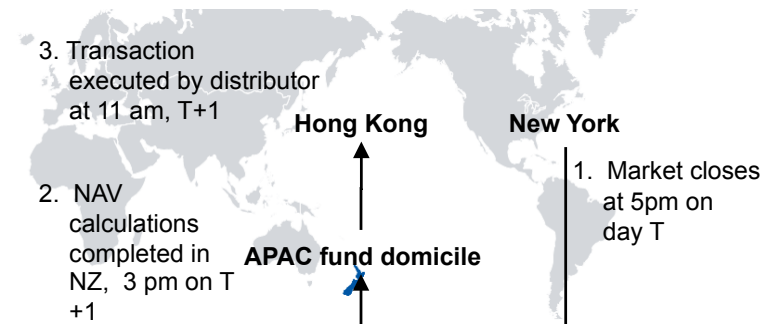 3. Transaction
executed by distributor
at 11 am, T+1
Hong Kong
New York
1. Market closes
at 5pm on
day T
2. NAV
calculations
completed in
NZ, 3 pm on T
+1
APAC fund domicile